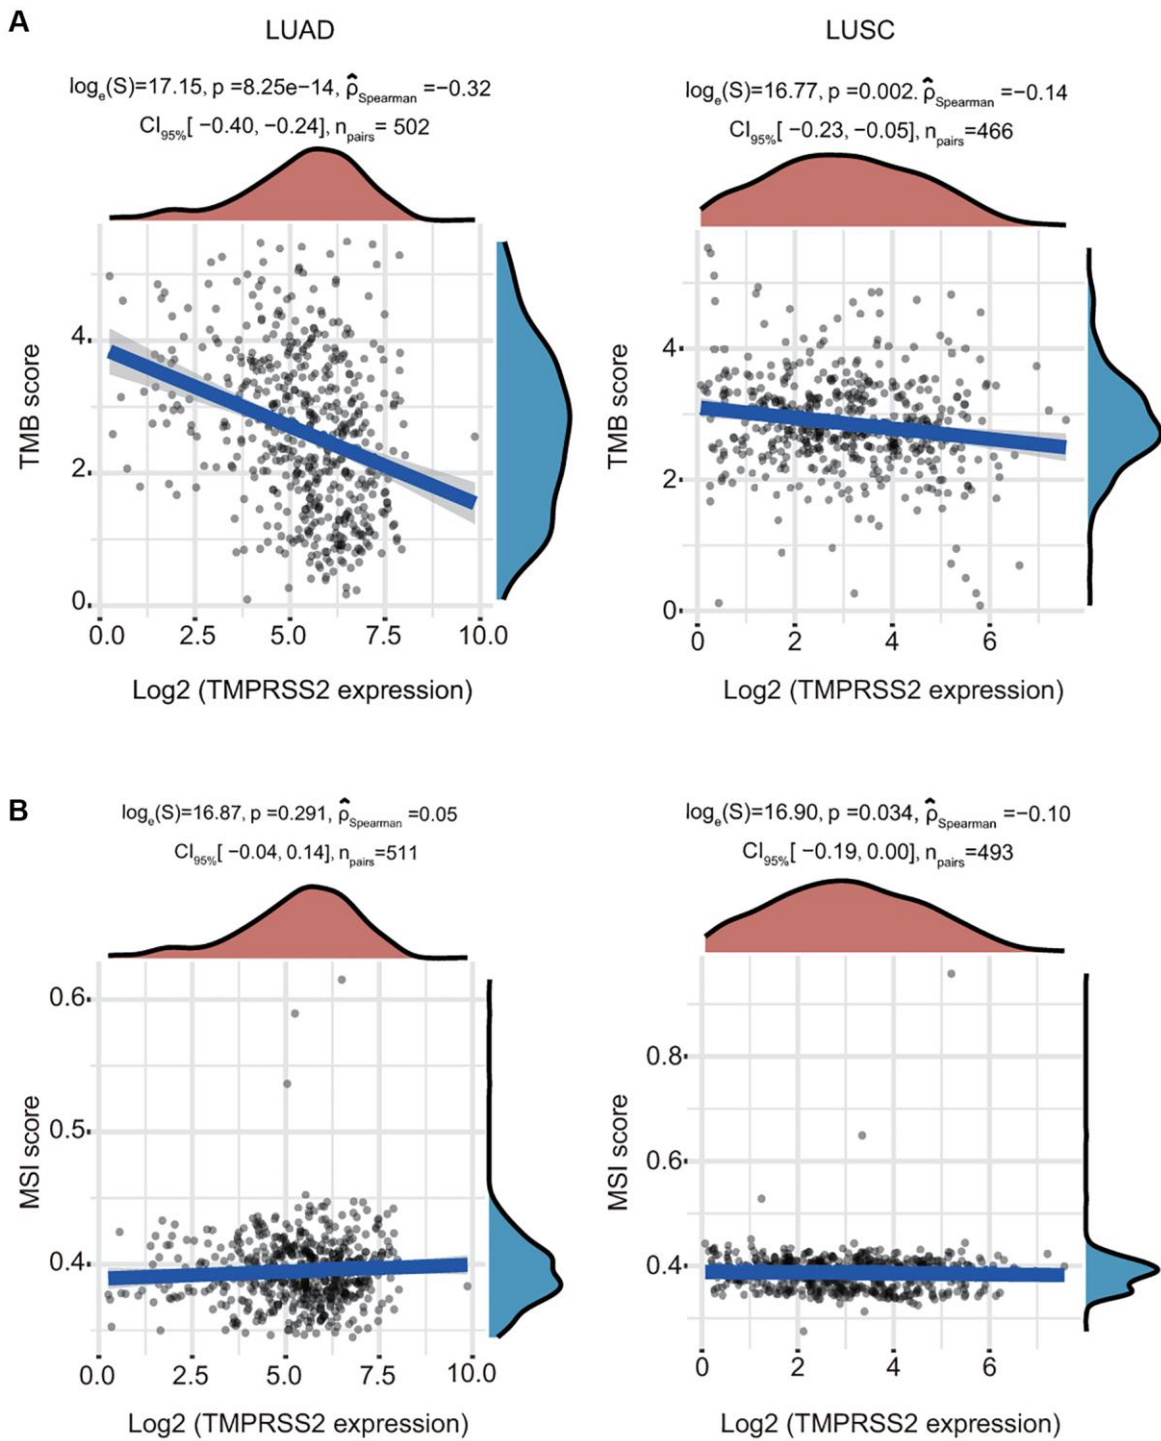 A
LUAD
LUSC
logₑ(S)=17.15, p =8.25e−14, ρ̂Spearman =−0.32
CI95%[ −0.40, −0.24], npairs= 502
logₑ(S)=16.77, p =0.002. ρ̂Spearman =−0.14
CI95%[ −0.23, −0.05], npairs=466
TMB score
4
2
0
0.0 2.5 5.0 7.5 10.0
Log2 (TMPRSS2 expression)
TMB score
4
2
0
0 2 4 6
Log2 (TMPRSS2 expression)
B
logₑ(S)=16.87, p =0.291, ρ̂Spearman =0.05
CI95%[ −0.04, 0.14], npairs=511
logₑ(S)=16.90, p =0.034, ρ̂Spearman =−0.10
CI95%[ −0.19, 0.00], npairs=493
MSI score
0.6
0.5
0.4
0.0 2.5 5.0 7.5 10.0
Log2 (TMPRSS2 expression)
MSI score
0.8
0.6
0.4
0 2 4 6
Log2 (TMPRSS2 expression)